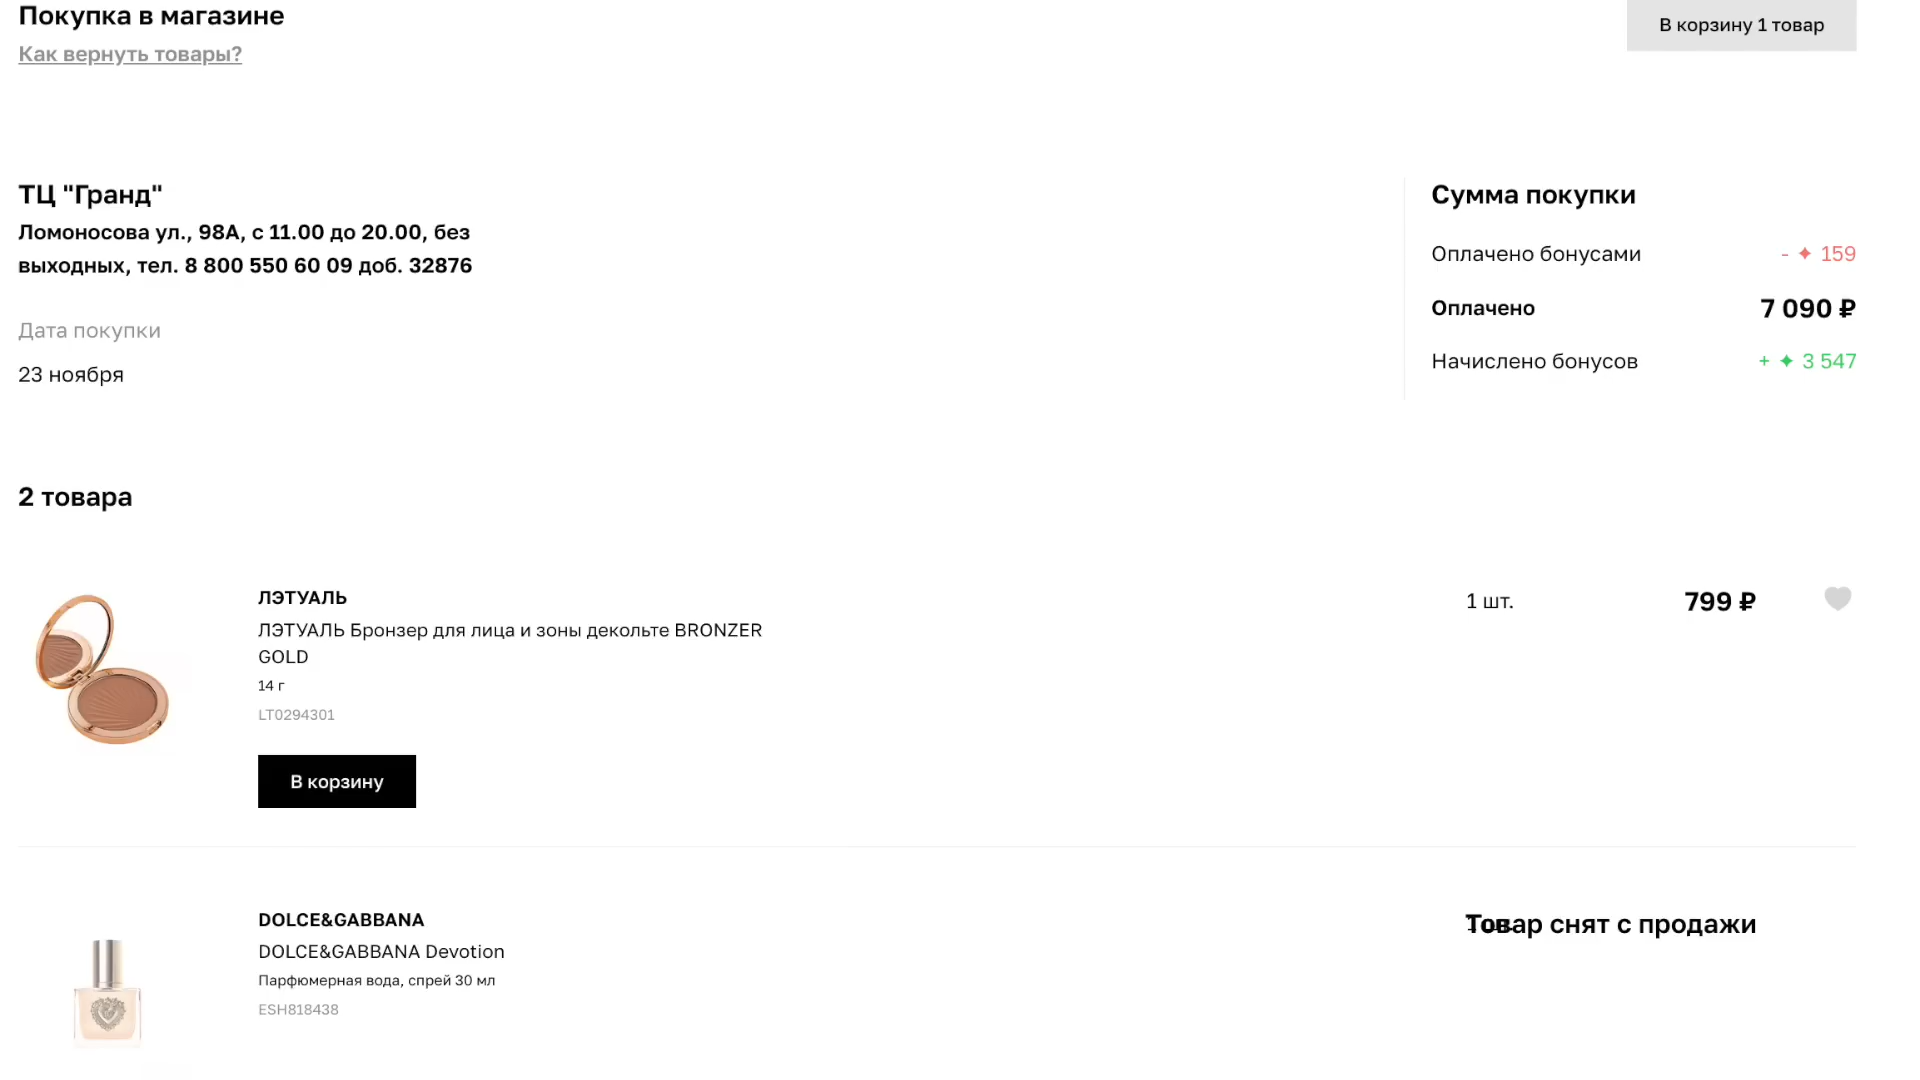 Покупка в магазине
В корзину 1 товар
Как вернуть товары?
ТЦ "Гранд"
Ломоносова ул., 98А, с 11.00 до 20.00, без
выходных, тел. 8 800 550 60 09 доб. 32876
Дата покупки
23 ноября
Сумма покупки
Оплачено бонусами - ✦ 159
Оплачено 7 090 ₽
Начислено бонусов + ✦ 3 547
2 товара
ЛЭТУАЛЬ
ЛЭТУАЛЬ Бронзер для лица и зоны декольте BRONZER
GOLD
14 г
LT0294301
1 шт. 799 ₽
В корзину
DOLCE&GABBANA
DOLCE&GABBANA Devotion
Парфюмерная вода, спрей 30 мл
ESH818438
Товар снят с продажи